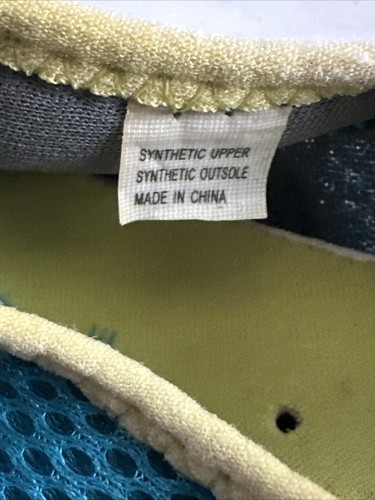 SYNTHETIC UPPER
SYNTHETIC OUTSOLE
MADE IN CHINA